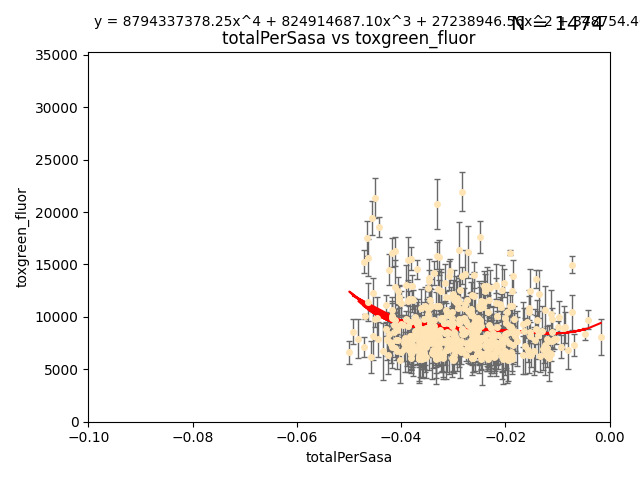 y = 8794337378.25x^4 + 824914687.10x^3 + 27238946.56x^2 + 348754.4
N = 1474
totalPerSasa vs toxgreen_fluor
35000
30000
25000
20000
15000
10000
5000
0
toxgreen_fluor
−0.10
−0.08
−0.06
−0.04
−0.02
0.00
totalPerSasa